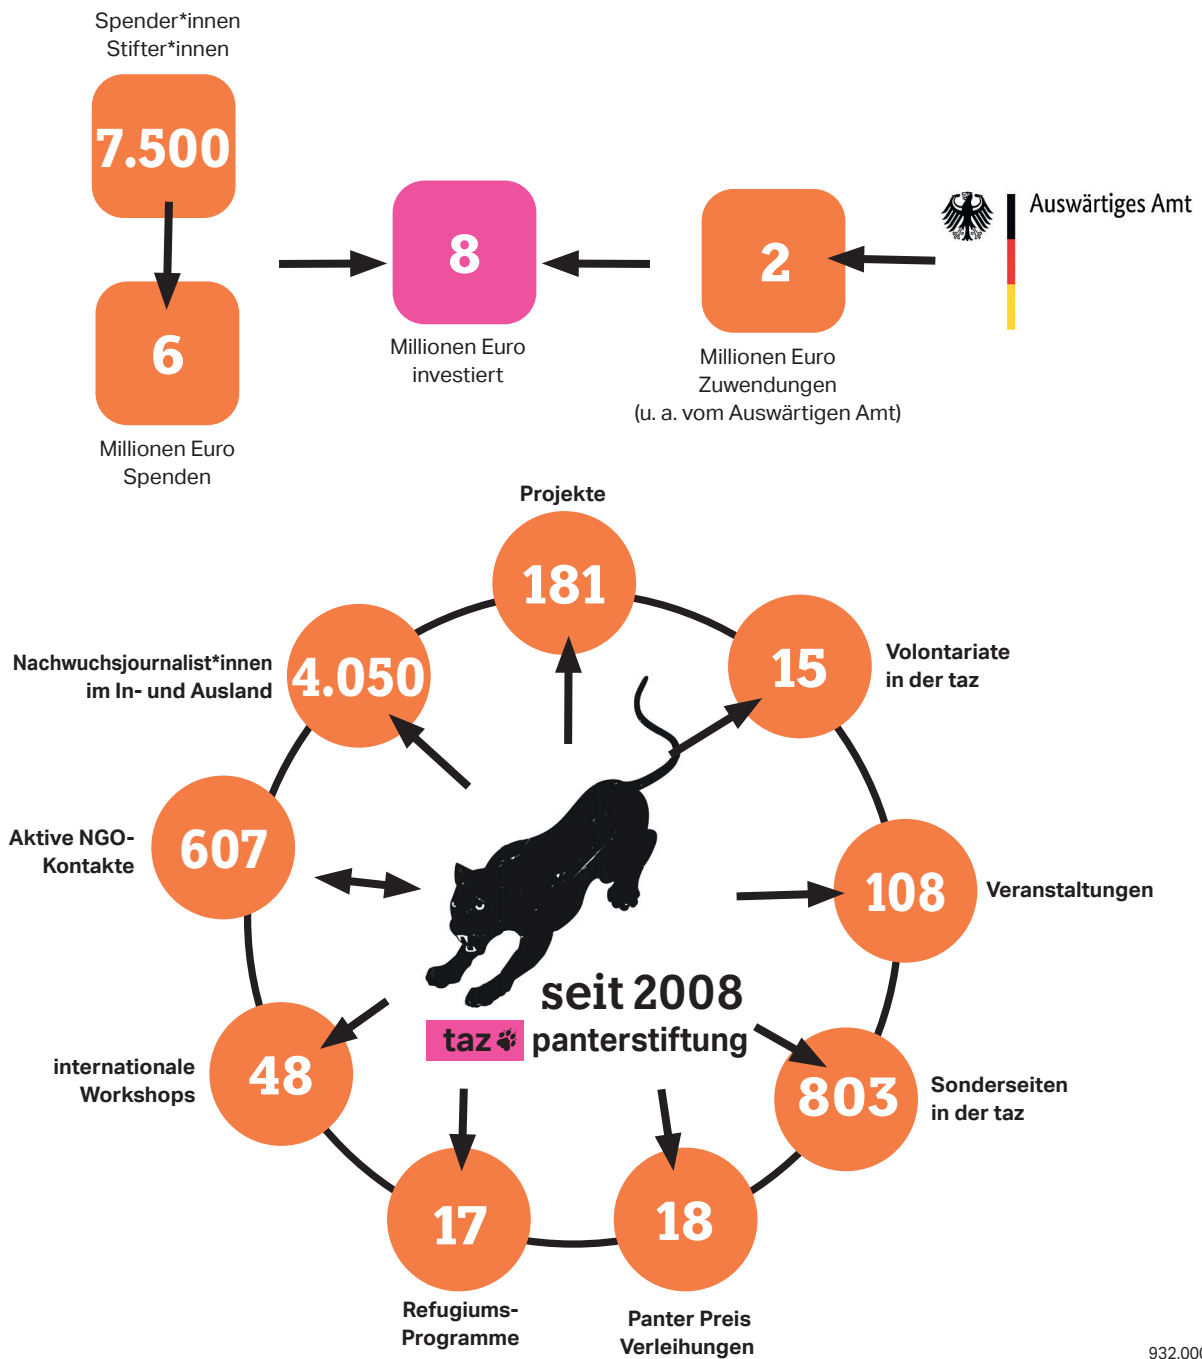 Spender*innen
Stifter*innen
7.500
6
Millionen Euro
Spenden
8
Millionen Euro
investiert
2
Millionen Euro
Zuwendungen
(u. a. vom Auswärtigen Amt)
Auswärtiges Amt
Projekte
181
15
Volontariate
in der taz
108
Veranstaltungen
803
Sonderseiten
in der taz
18
Panter Preis
Verleihungen
17
Refugiums-
Programme
48
internationale
Workshops
607
Aktive NGO-
Kontakte
4.050
Nachwuchsjournalist*innen
im In- und Ausland
seit 2008
taz panterstiftung